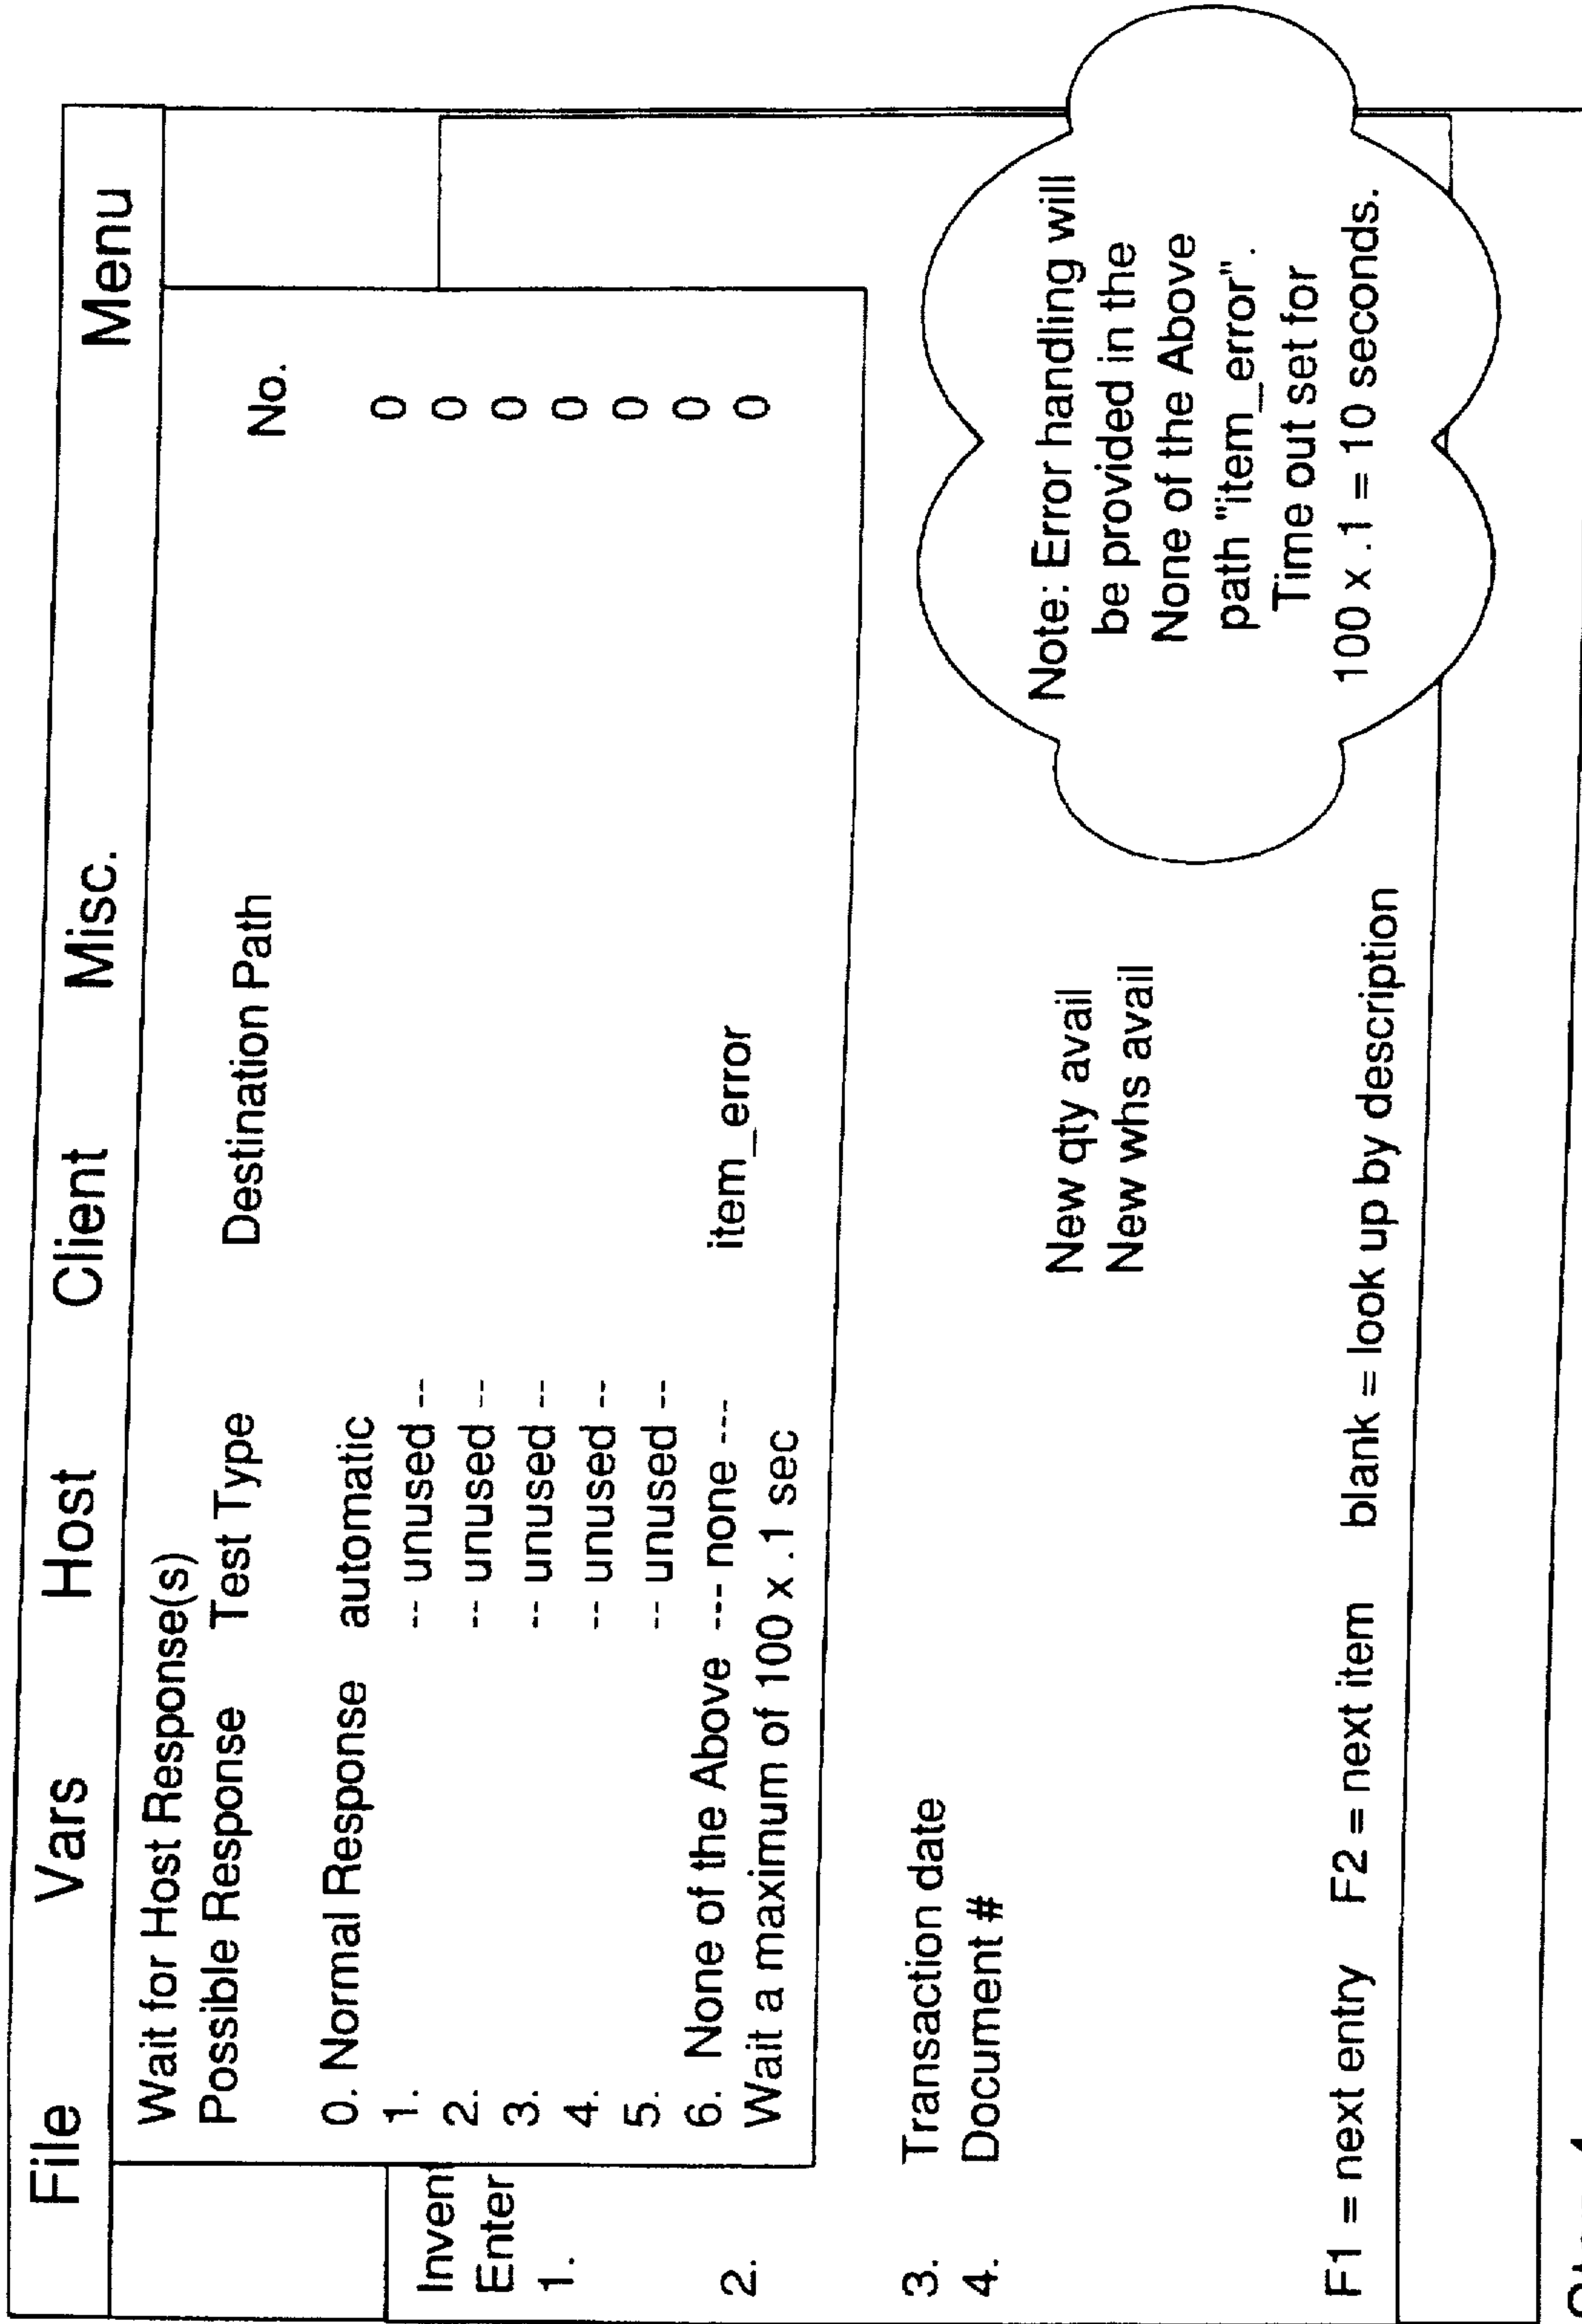 File Vars Host Client Misc. Menu
Wait for Host Response(s)
Possible Response Test Type Destination Path No.
0. Normal Response automatic 0
1. -- unused -- 0
2. -- unused -- 0
3. -- unused -- 0
4. -- unused -- 0
5. -- unused -- 0
6. None of the Above --- none --- item_error 0
Wait a maximum of 100 x .1 sec
Inven
Enter
1.
2.
3. Transaction date
4. Document #
New qty avail
New whs avail
F1 = next entry F2 = next item blank = look up by description
Note: Error handling will
be provided in the
None of the Above
path "item_error".
Time out set for
100 x .1 = 10 seconds.